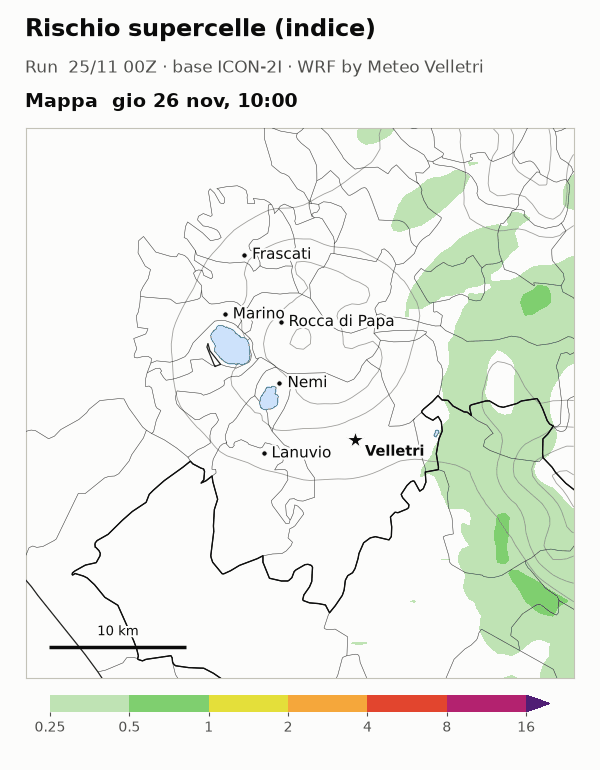 Rischio supercelle (indice)
Run  25/11 00Z · base ICON-2I · WRF by Meteo Velletri
Mappa  gio 26 nov, 10:00
Frascati
Marino
Rocca di Papa
Nemi
Velletri
Lanuvio
10 km
0.25 0.5 1 2 4 8 16